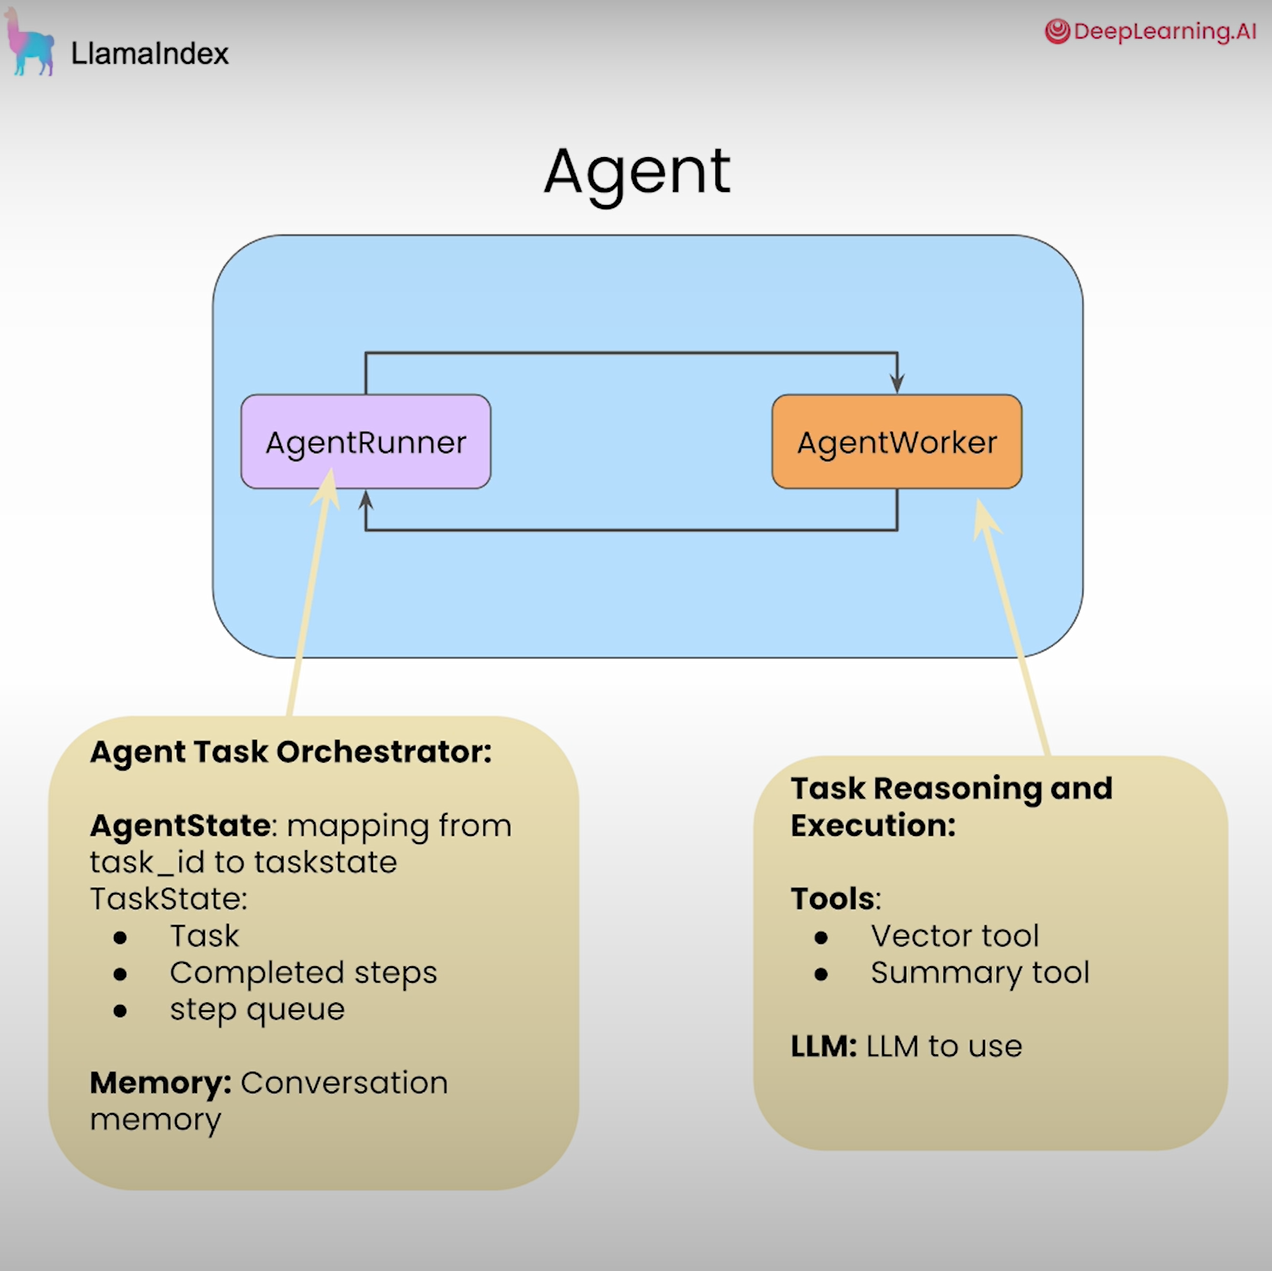 LlamaIndex
DeepLearning.AI
Agent
AgentRunner
AgentWorker
Agent Task Orchestrator:
AgentState: mapping from
task_id to taskstate
TaskState:
● Task
● Completed steps
● step queue
Memory: Conversation
memory
Task Reasoning and
Execution:
Tools:
● Vector tool
● Summary tool
LLM: LLM to use